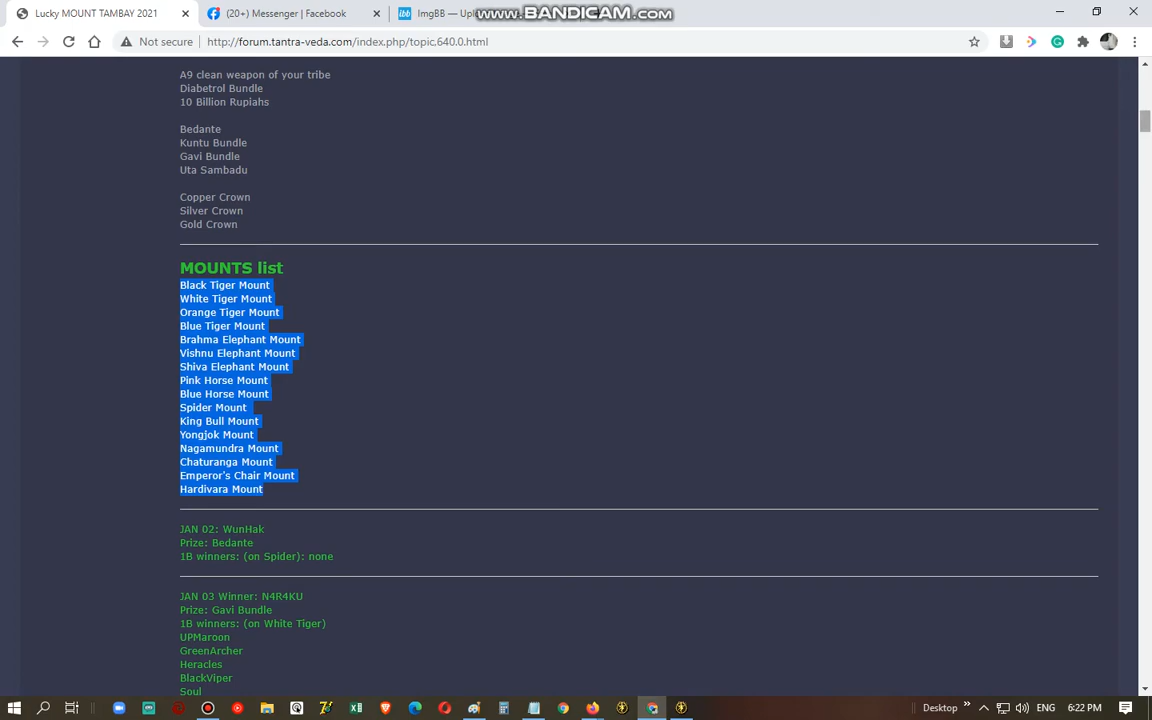 Lucky MOUNT TAMBAY 2021
(20+) Messenger | Facebook
ImgBB — Upl
www.BANDICAM.com
Not secure
http://forum.tantra-veda.com/index.php/topic,640.0.html
A9 clean weapon of your tribe
Diabetrol Bundle
10 Billion Rupiahs
Bedante
Kuntu Bundle
Gavi Bundle
Uta Sambadu
Copper Crown
Silver Crown
Gold Crown
MOUNTS list
Black Tiger Mount
White Tiger Mount
Orange Tiger Mount
Blue Tiger Mount
Brahma Elephant Mount
Vishnu Elephant Mount
Shiva Elephant Mount
Pink Horse Mount
Blue Horse Mount
Spider Mount
King Bull Mount
Yongjok Mount
Nagamundra Mount
Chaturanga Mount
Emperor's Chair Mount
Hardivara Mount
JAN 02: WunHak
Prize: Bedante
1B winners: (on Spider): none
JAN 03 Winner: N4R4KU
Prize: Gavi Bundle
1B winners: (on White Tiger)
UPMaroon
GreenArcher
Heracles
BlackViper
Soul
Desktop
ENG
6:22 PM